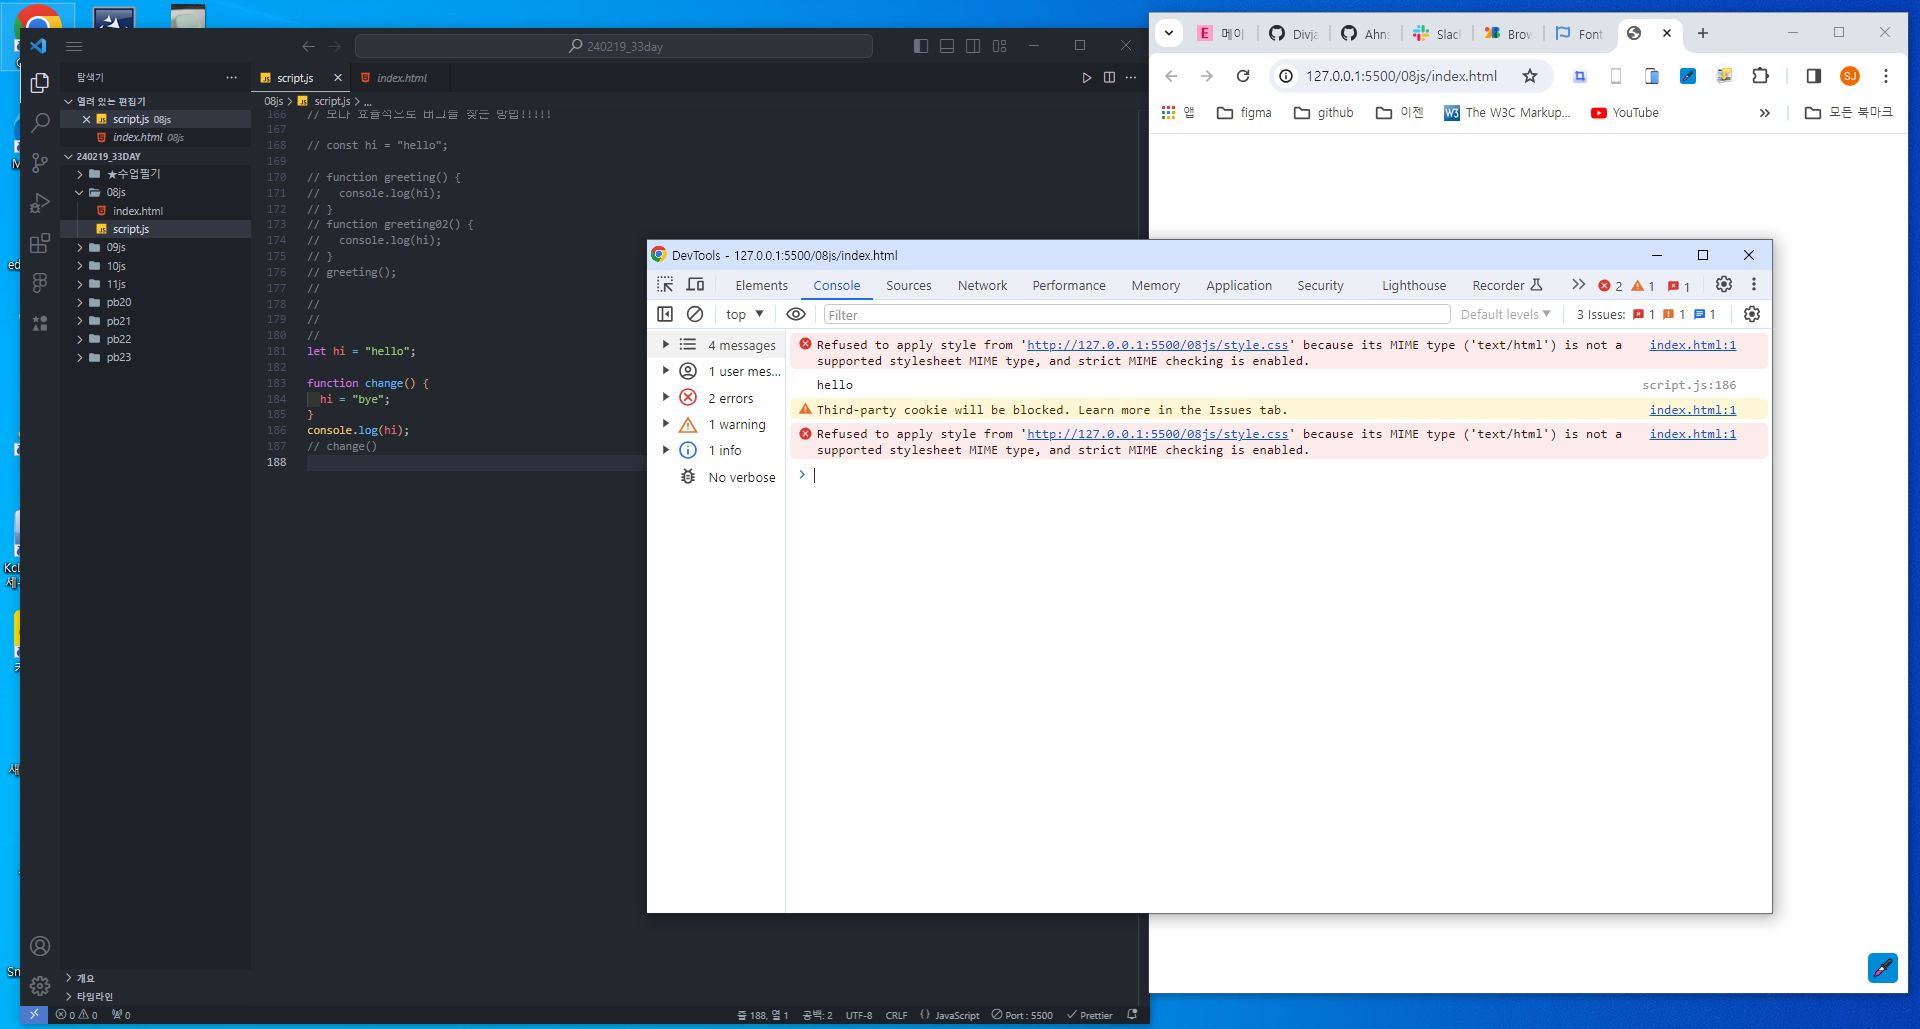 240219_33day
탐색기
열려 있는 편집기
script.js 08js
index.html 08js
240219_33DAY
★수업필기
08js
index.html
script.js
09js
10js
11js
pb20
pb21
pb22
pb23
개요
타임라인
script.js
index.html
08js > script.js > ...
166 // 보다 효율적으로 버그를 찾는 방법!!!!!
167
168 // const hi = "hello";
169
170 // function greeting() {
171 //   console.log(hi);
172 // }
173 // function greeting02() {
174 //   console.log(hi);
175 // }
176 // greeting();
177 //
178 //
179 //
180 //
181 let hi = "hello";
182
183 function change() {
184   hi = "bye";
185 }
186 console.log(hi);
187 // change()
188
0 0 0
줄 188, 열 1 공백: 2 UTF-8 CRLF {} JavaScript Port : 5500 Prettier
메이 Divja Ahn Slac Brow Font
127.0.0.1:5500/08js/index.html
SJ
앱 figma github 이젠 The W3C Markup... YouTube » 모든 북마크
DevTools - 127.0.0.1:5500/08js/index.html
Elements Console Sources Network Performance Memory Application Security Lighthouse Recorder 2 1 1
top Filter Default levels 3 Issues: 1 1 1
4 messages
1 user mes...
2 errors
1 warning
1 info
No verbose
Refused to apply style from 'http://127.0.0.1:5500/08js/style.css' because its MIME type ('text/html') is not a index.html:1
supported stylesheet MIME type, and strict MIME checking is enabled.
hello script.js:186
Third-party cookie will be blocked. Learn more in the Issues tab. index.html:1
Refused to apply style from 'http://127.0.0.1:5500/08js/style.css' because its MIME type ('text/html') is not a index.html:1
supported stylesheet MIME type, and strict MIME checking is enabled.
>